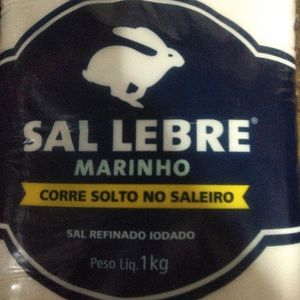 SAL LEBRE®
MARINHO
CORRE SOLTO NO SALEIRO
SAL REFINADO IODADO
Peso Líq. 1kg